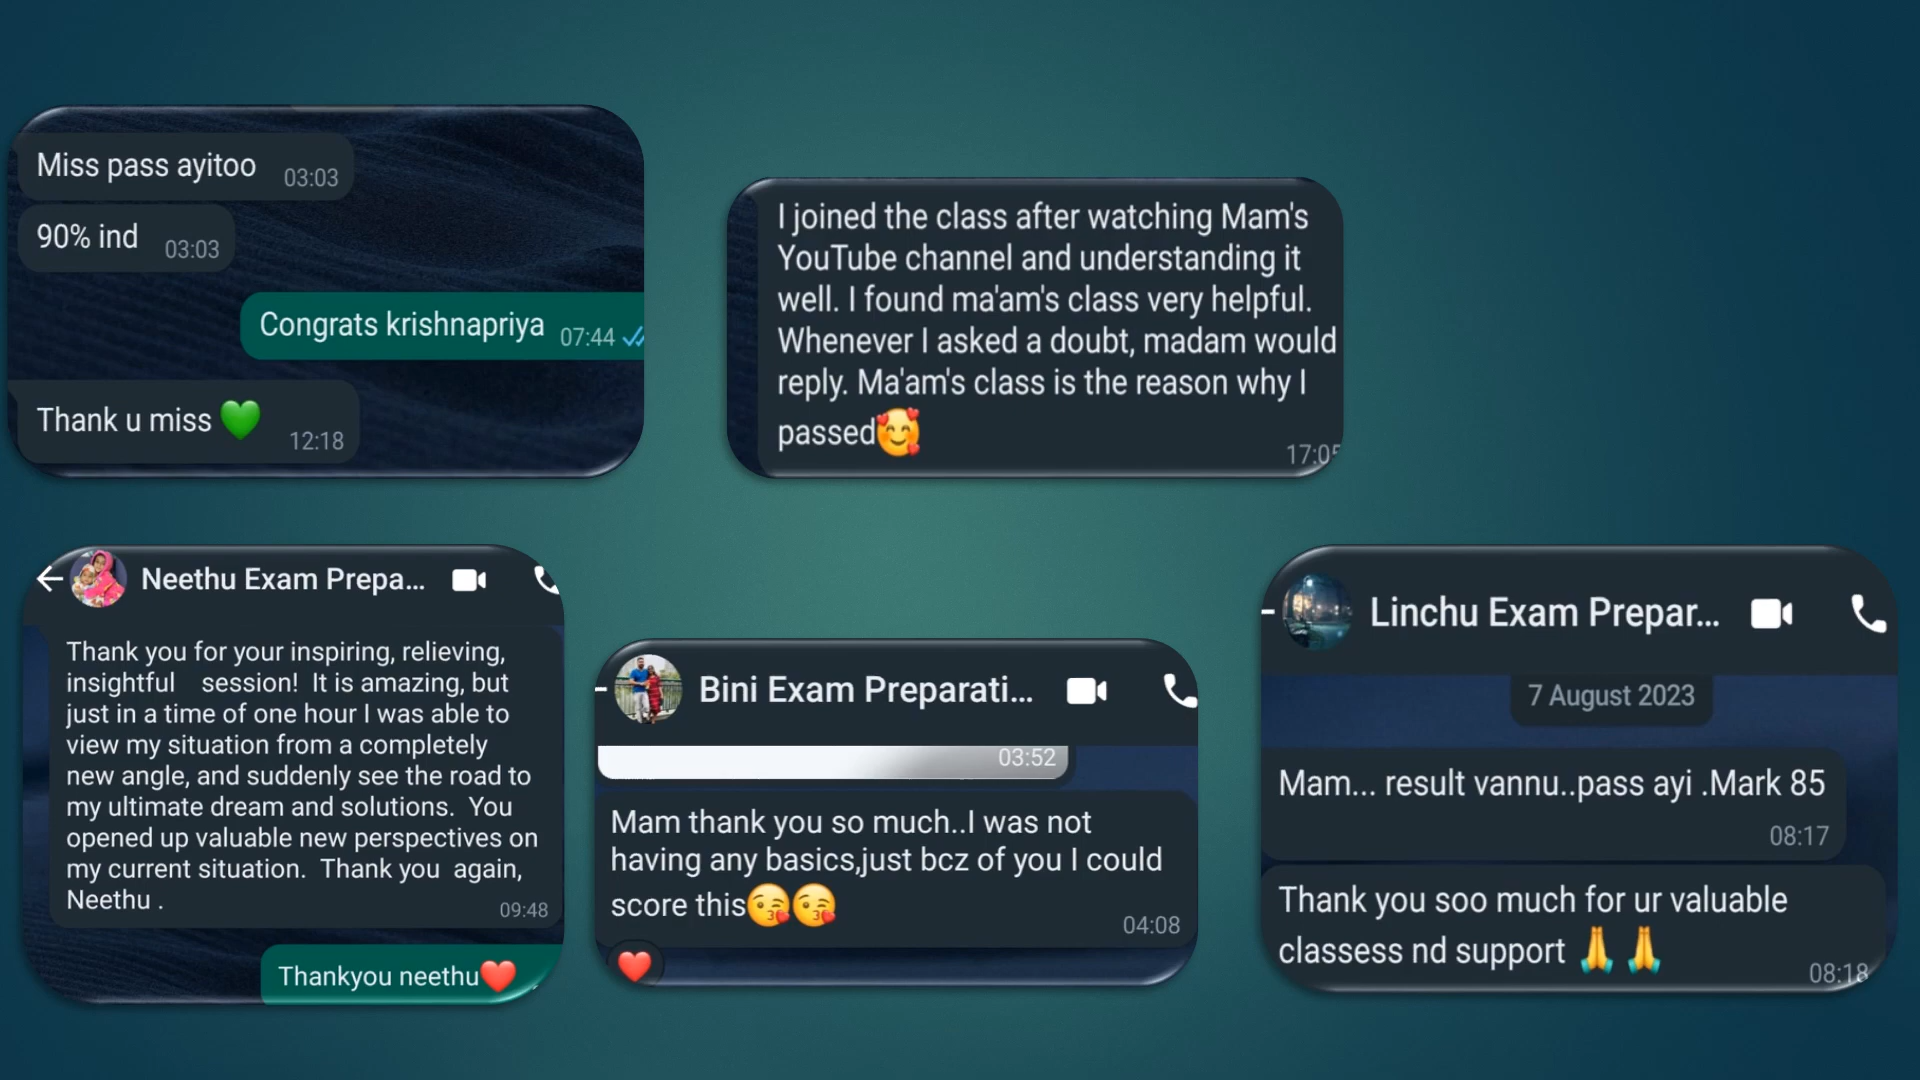 Miss pass ayitoo 03:03
90% ind 03:03
Congrats krishnapriya 07:44
Thank u miss 💚 12:18
I joined the class after watching Mam's
YouTube channel and understanding it
well. I found ma'am's class very helpful.
Whenever I asked a doubt, madam would
reply. Ma'am's class is the reason why I
passed🥰
17:05
Neethu Exam Prepa...
Thank you for your inspiring, relieving,
insightful session! It is amazing, but
just in a time of one hour I was able to
view my situation from a completely
new angle, and suddenly see the road to
my ultimate dream and solutions. You
opened up valuable new perspectives on
my current situation. Thank you again,
Neethu .
09:48
Thankyou neethu❤️
Bini Exam Preparati...
03:52
Mam thank you so much..I was not
having any basics,just bcz of you I could
score this😘😘
04:08
❤️
Linchu Exam Prepar...
7 August 2023
Mam... result vannu..pass ayi .Mark 85
08:17
Thank you soo much for ur valuable
classess nd support 🙏🙏
08:18